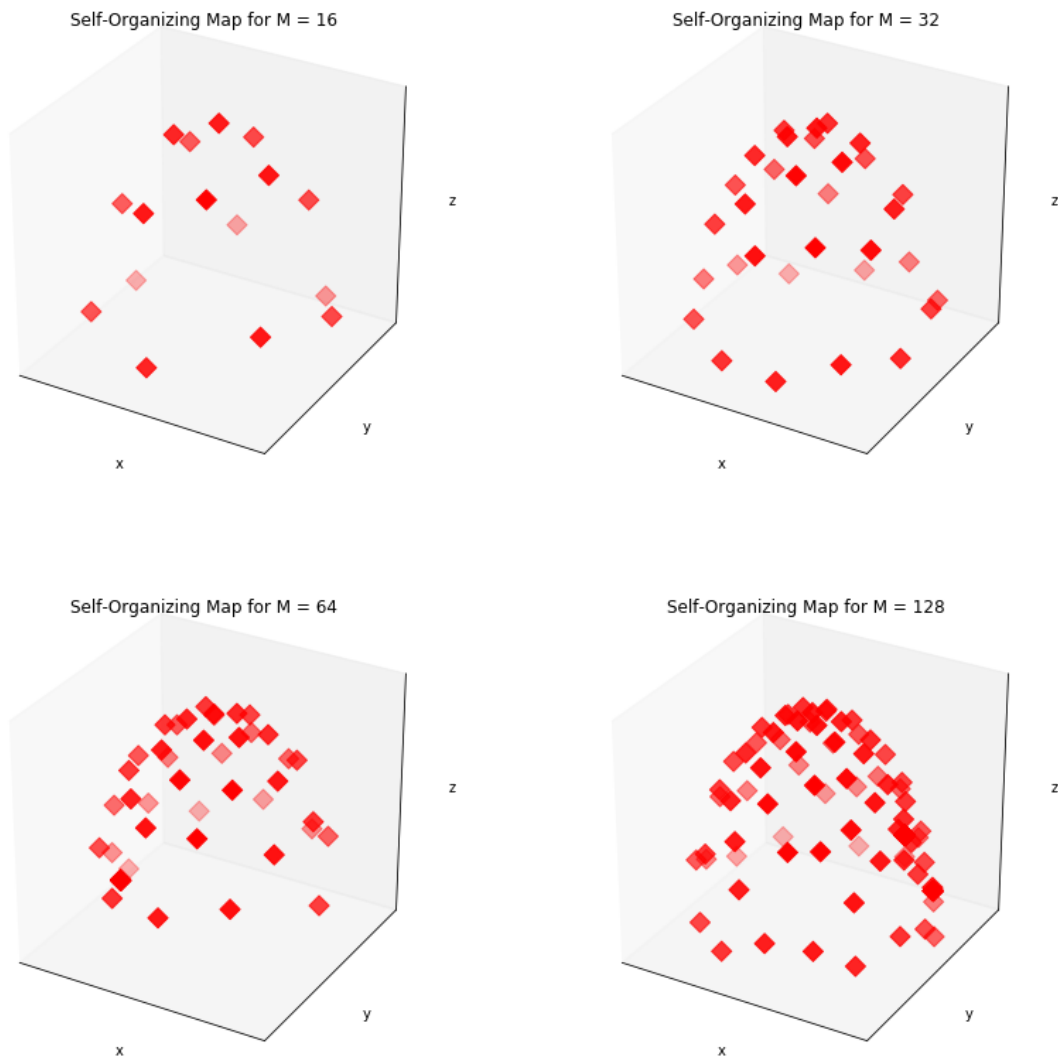 Self-Organizing Map for M = 16
z
y
x
Self-Organizing Map for M = 32
z
y
x
Self-Organizing Map for M = 64
z
y
x
Self-Organizing Map for M = 128
z
y
x